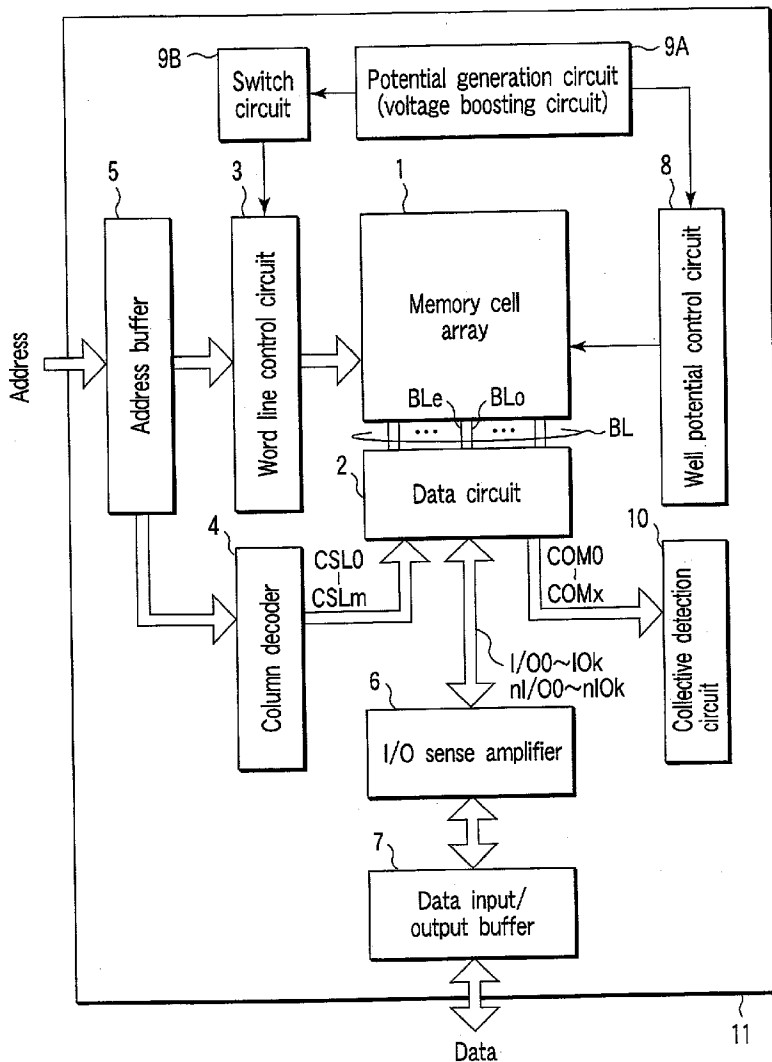 9B
Switch
circuit
9A
Potential generation circuit
(voltage boosting circuit)
5
Address buffer
3
Word line control circuit
1
Memory cell
array
8
Well potential control circuit
Address
BLe
BLo
...
...
BL
2
Data circuit
4
Column decoder
CSL0
CSLm
COM0
COMx
10
Collective detection
circuit
I/O0~IOk
nI/O0~nIOk
6
I/O sense amplifier
7
Data input/
output buffer
11
Data